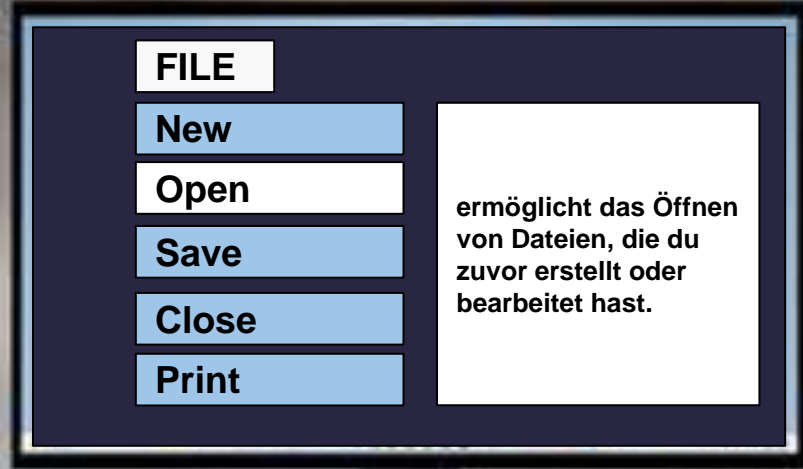 FILE
New
Open
Save
Close
Print
ermöglicht das Öffnen
von Dateien, die du
zuvor erstellt oder
bearbeitet hast.